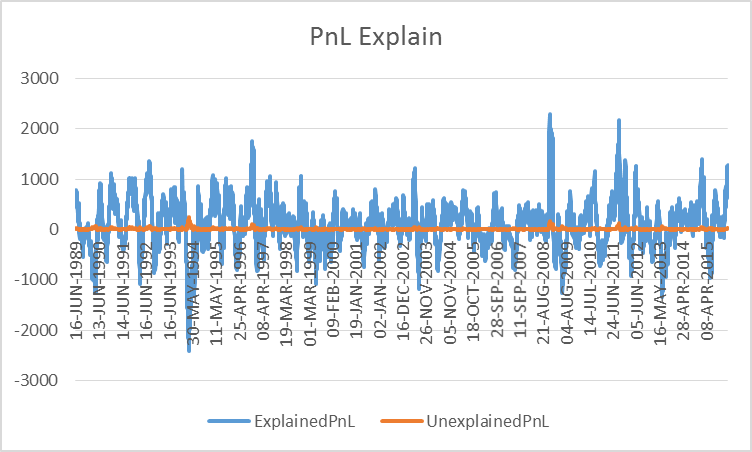 PnL Explain
3000
2000
1000
0
-1000
-2000
-3000
16-JUN-1989
13-JUN-1990
14-JUN-1991
16-JUN-1992
16-JUN-1993
30-MAY-1994
11-MAY-1995
25-APR-1996
08-APR-1997
19-MAR-1998
01-MAR-1999
09-FEB-2000
18-JAN-2001
02-JAN-2002
16-DEC-2002
26-NOV-2003
05-NOV-2004
18-OCT-2005
28-SEP-2006
11-SEP-2007
21-AUG-2008
04-AUG-2009
14-JUL-2010
24-JUN-2011
05-JUN-2012
16-MAY-2013
28-APR-2014
08-APR-2015
ExplainedPnL
UnexplainedPnL